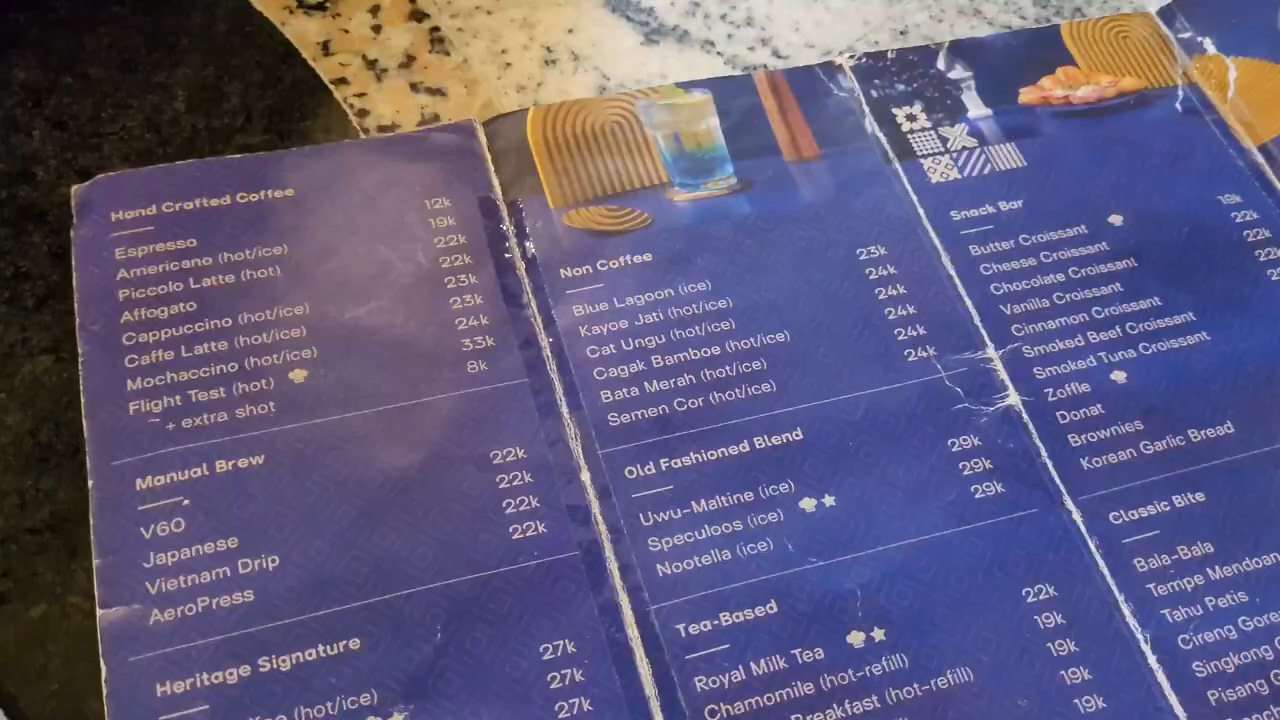 Hand Crafted Coffee
Espresso 12k
Americano (hot/ice) 19k
Piccolo Latte (hot) 22k
Affogato 22k
Cappuccino (hot/ice) 23k
Caffe Latte (hot/ice) 23k
Mochaccino (hot/ice) 24k
Flight Test (hot) 33k
+ extra shot 8k
Manual Brew
V60 22k
Japanese 22k
Vietnam Drip 22k
AeroPress 22k
Heritage Signature
27k
(hot/ice) 27k
27k
Non Coffee
Blue Lagoon (ice) 23k
Kayoe Jati (hot/ice) 24k
Cat Ungu (hot/ice) 24k
Cagak Bamboe (hot/ice) 24k
Bata Merah (hot/ice) 24k
Semen Cor (hot/ice) 24k
Old Fashioned Blend
Uwu-Maltine (ice) 29k
Speculoos (ice) 29k
Nootella (ice) 29k
Tea-Based
Royal Milk Tea 22k
Chamomile (hot-refill) 19k
Breakfast (hot-refill) 19k
19k
19k
Snack Bar
Butter Croissant 19k
Cheese Croissant 22k
Chocolate Croissant 22k
Vanilla Croissant
Cinnamon Croissant
Smoked Beef Croissant
Smoked Tuna Croissant
Zoffle
Donat
Brownies
Korean Garlic Bread
Classic Bite
Bala-Bala
Tempe Mendoan
Tahu Petis
Cireng
Singkong
Pisang